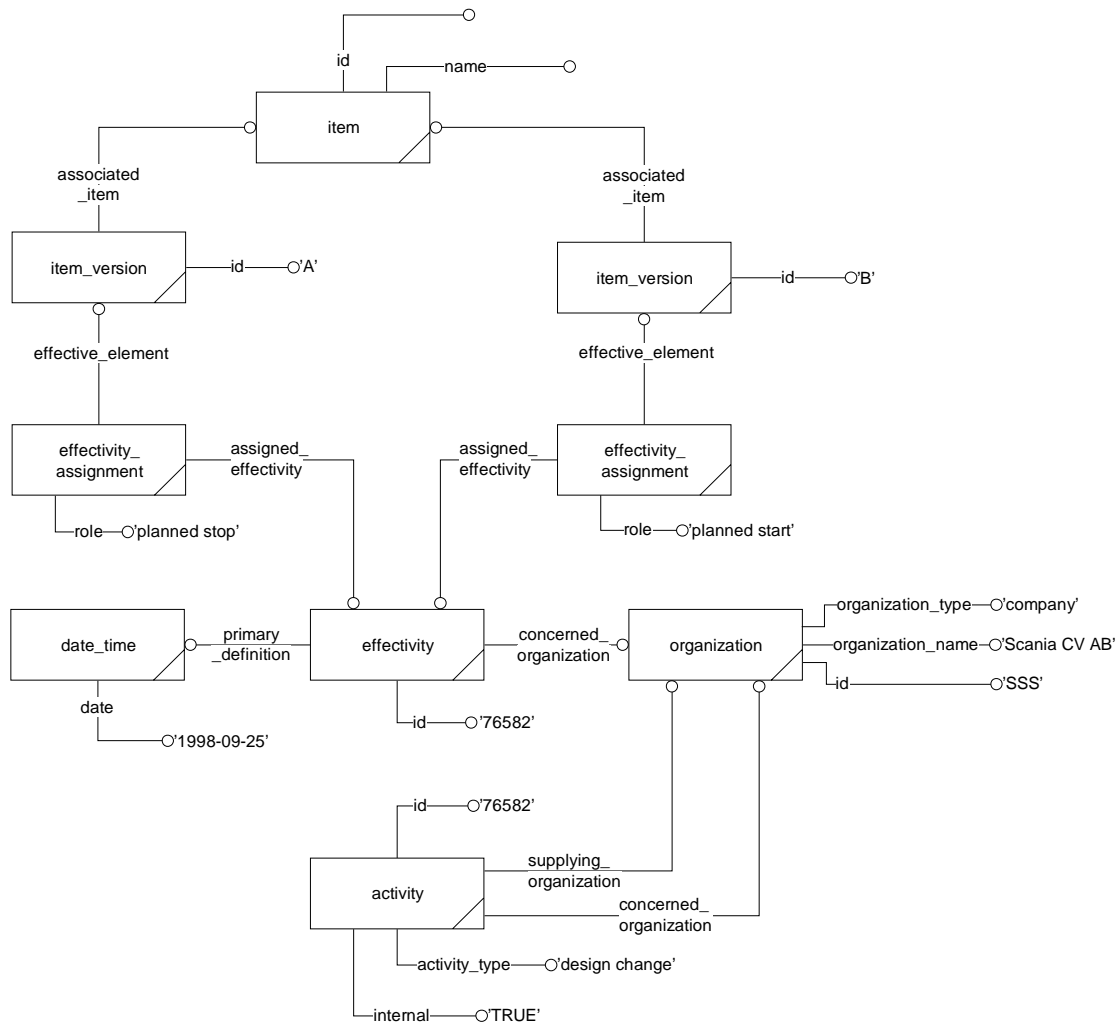 id
name
item
associated
_item
associated
_item
item_version
id
'A'
item_version
id
'B'
effective_element
effective_element
effectivity_
assignment
assigned_
effectivity
assigned_
effectivity
effectivity_
assignment
role
'planned stop'
role
'planned start'
date_time
primary
_definition
effectivity
concerned_
organization
organization
organization_type
'company'
organization_name
'Scania CV AB'
id
'SSS'
date
'1998-09-25'
id
'76582'
id
'76582'
activity
supplying_
organization
concerned_
organization
activity_type
'design change'
internal
'TRUE'